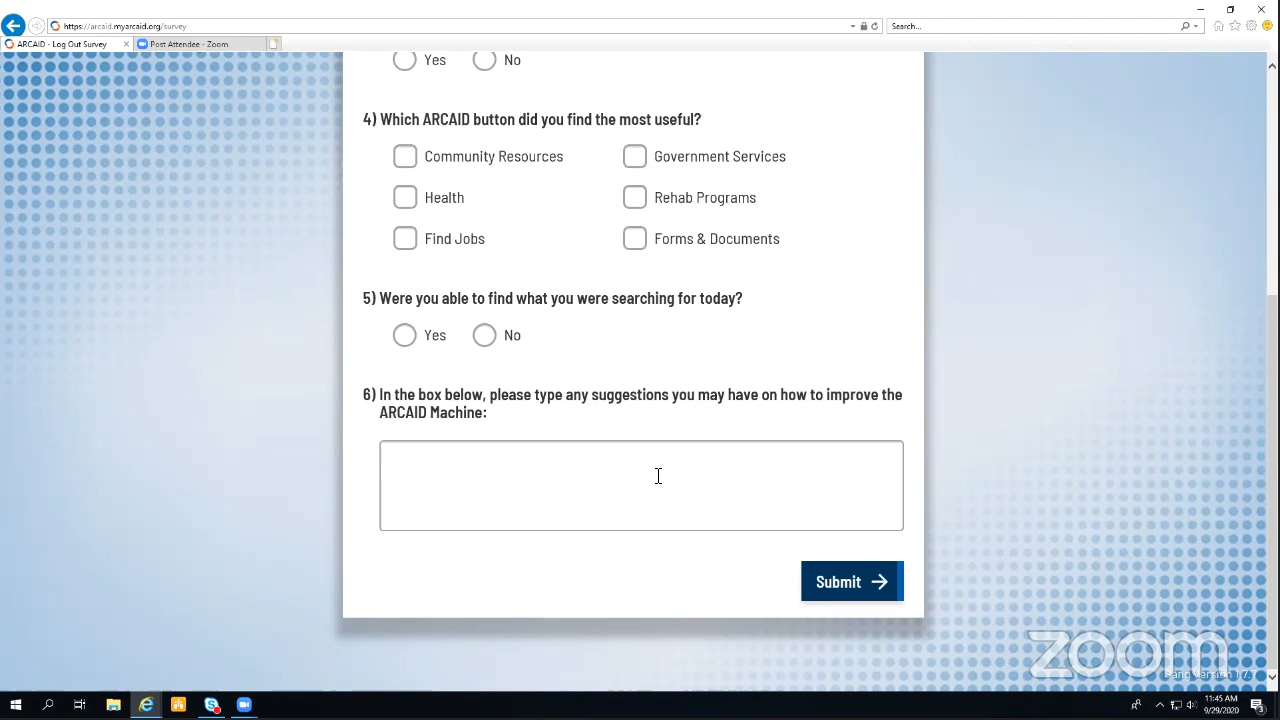 https://arcaid.myarcaid.org/survey
Search...
ARCAID - Log Out Survey
Post Attendee - Zoom
Yes No
4) Which ARCAID button did you find the most useful?
Community Resources Government Services
Health Rehab Programs
Find Jobs Forms & Documents
5) Were you able to find what you were searching for today?
Yes No
6) In the box below, please type any suggestions you may have on how to improve the
ARCAID Machine:
Submit
zoom
Version 1.7.7
11:45 AM
9/29/2020